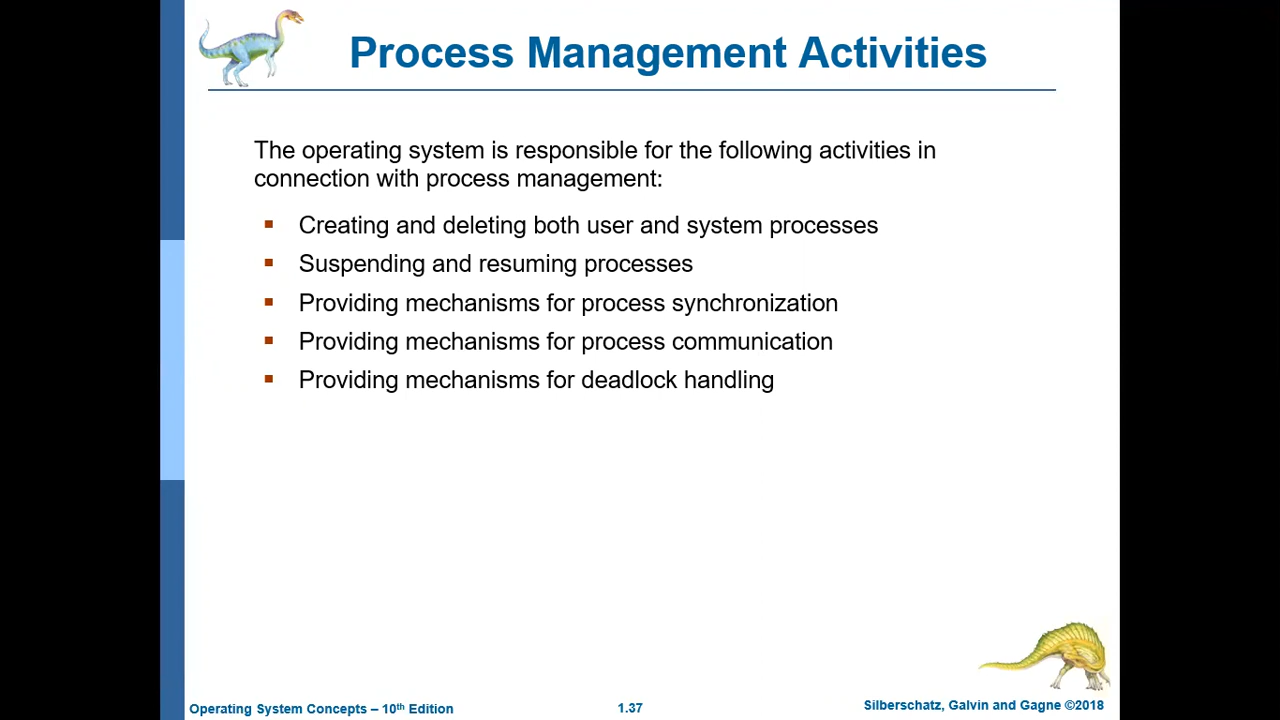 Process Management Activities
The operating system is responsible for the following activities in
connection with process management:
▪ Creating and deleting both user and system processes
▪ Suspending and resuming processes
▪ Providing mechanisms for process synchronization
▪ Providing mechanisms for process communication
▪ Providing mechanisms for deadlock handling
Operating System Concepts – 10th Edition
1.37
Silberschatz, Galvin and Gagne ©2018